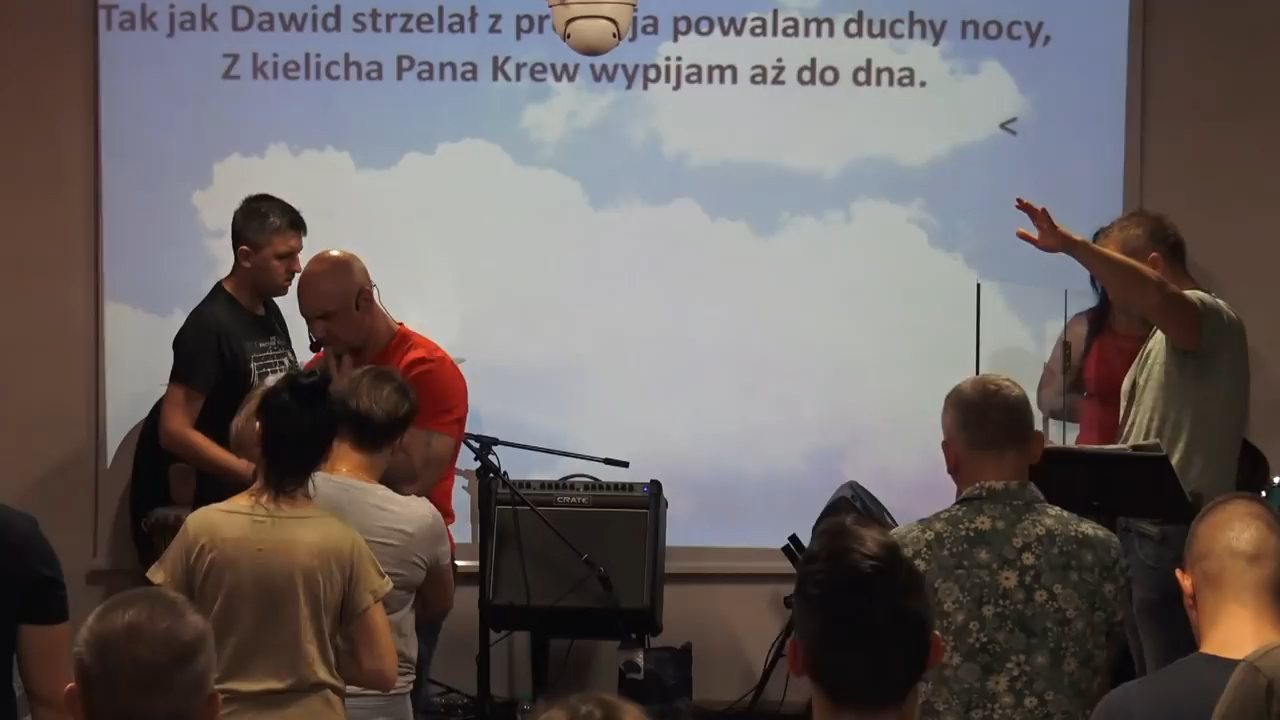 Tak jak Dawid strzelał z pr ja powalam duchy nocy,
Z kielicha Pana Krew wypijam aż do dna.
<
CRATE